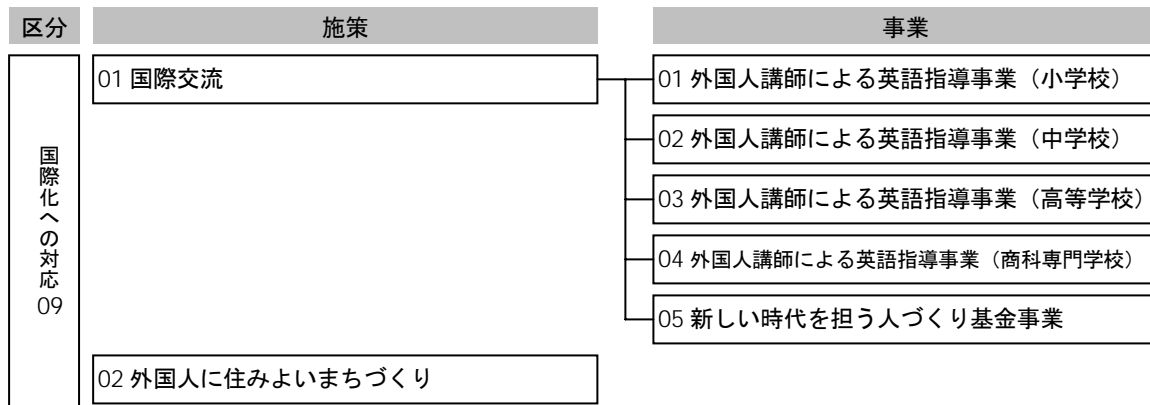 区分
施策
事業
国際化への対応
09
01 国際交流
01 外国人講師による英語指導事業（小学校）
02 外国人講師による英語指導事業（中学校）
03 外国人講師による英語指導事業（高等学校）
04 外国人講師による英語指導事業（商科専門学校）
05 新しい時代を担う人づくり基金事業
02 外国人に住みよいまちづくり